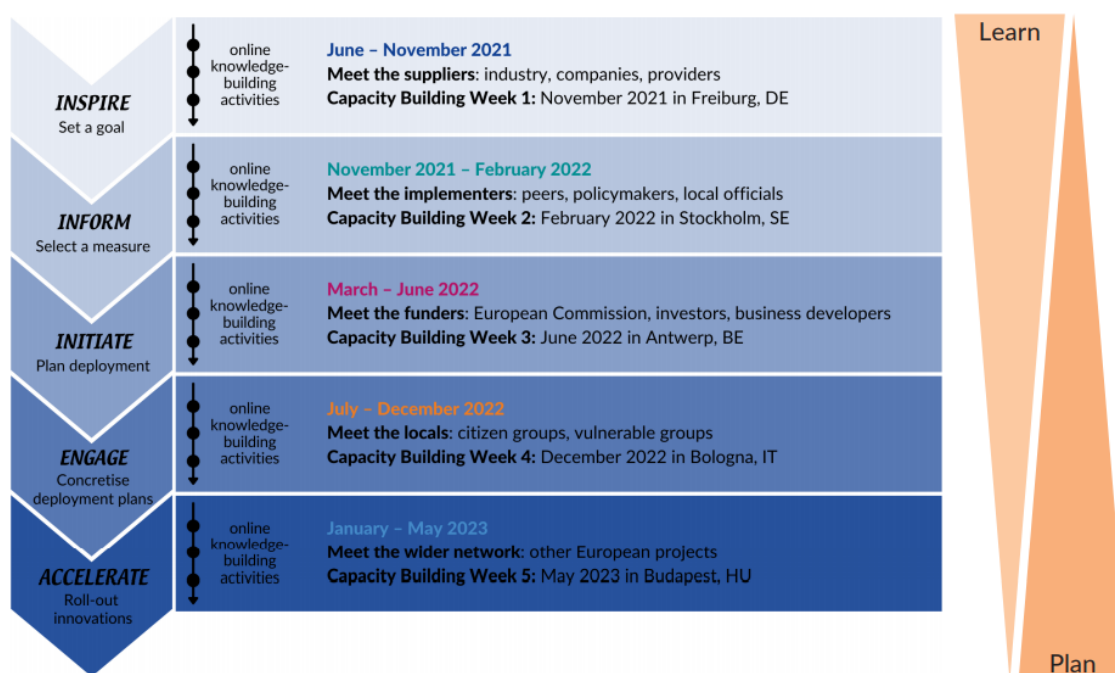 INSPIRE
Set a goal
online
knowledge-
building
activities
June – November 2021
Meet the suppliers: industry, companies, providers
Capacity Building Week 1: November 2021 in Freiburg, DE
INFORM
Select a measure
online
knowledge-
building
activities
November 2021 – February 2022
Meet the implementers: peers, policymakers, local officials
Capacity Building Week 2: February 2022 in Stockholm, SE
INITIATE
Plan deployment
online
knowledge-
building
activities
March – June 2022
Meet the funders: European Commission, investors, business developers
Capacity Building Week 3: June 2022 in Antwerp, BE
ENGAGE
Concretise
deployment plans
online
knowledge-
building
activities
July – December 2022
Meet the locals: citizen groups, vulnerable groups
Capacity Building Week 4: December 2022 in Bologna, IT
ACCELERATE
Roll-out
innovations
online
knowledge-
building
activities
January – May 2023
Meet the wider network: other European projects
Capacity Building Week 5: May 2023 in Budapest, HU
Learn
Plan